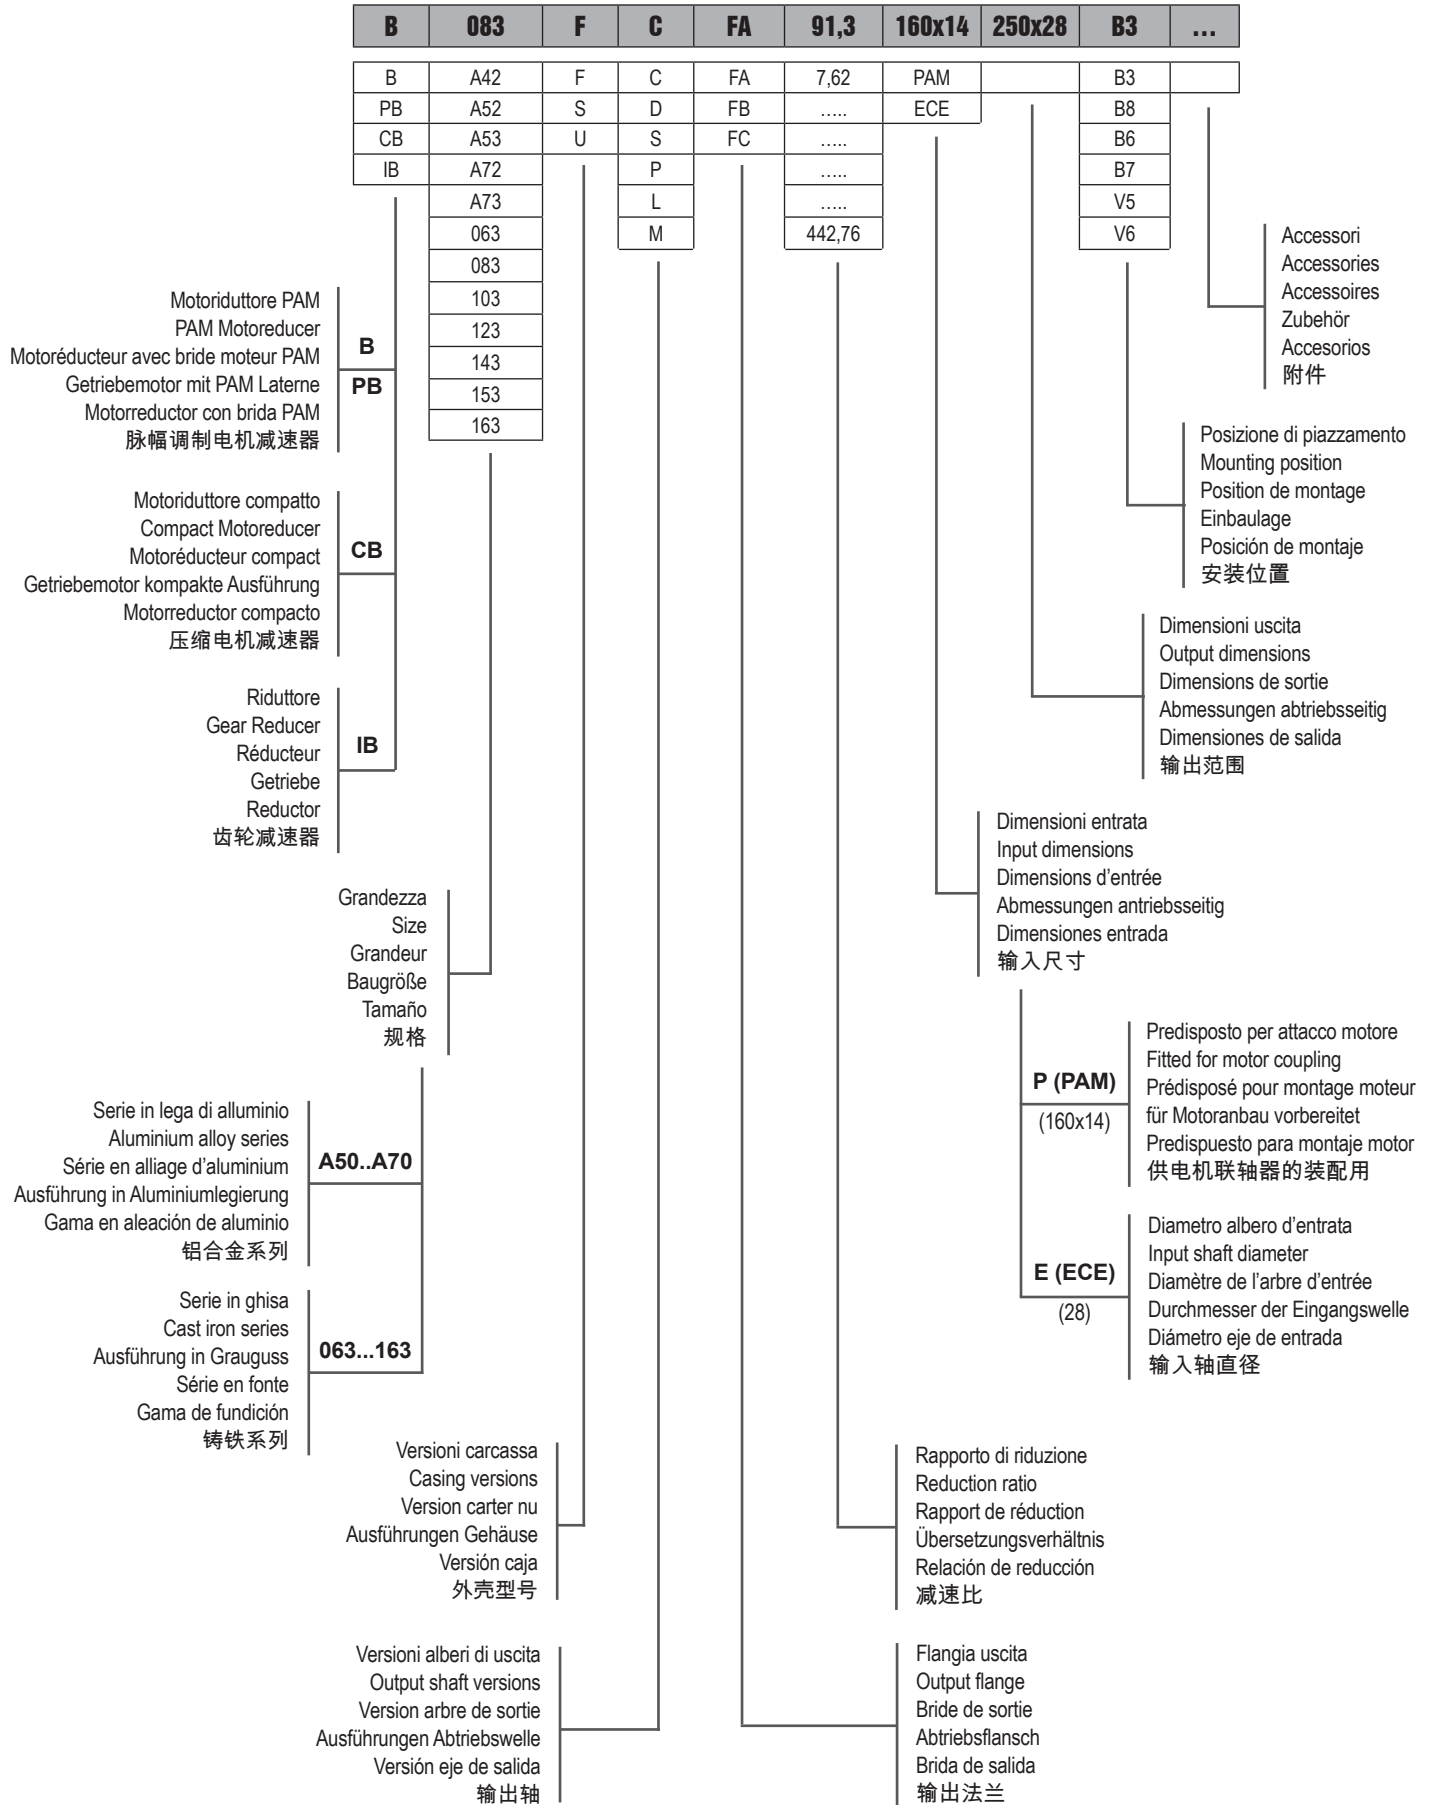 B 083 F C FA 91,3 160x14 250x28 B3 ...
B A42 F C FA 7,62 PAM B3
PB A52 S D FB ..... ECE B8
CB A53 U S FC ..... B6
IB A72 P ..... B7
A73 L ..... V5
063 M 442,76 V6
083
103
123
143
153
163
Motoriduttore PAM
PAM Motoreducer
Motoréducteur avec bride moteur PAM
Getriebemotor mit PAM Laterne
Motorreductor con brida PAM
脉幅调制电机减速器
B
PB
Motoriduttore compatto
Compact Motoreducer
Motoréducteur compact
Getriebemotor kompakte Ausführung
Motorreductor compacto
压缩电机减速器
CB
Riduttore
Gear Reducer
Réducteur
Getriebe
Reductor
齿轮减速器
IB
Grandezza
Size
Grandeur
Baugröße
Tamaño
规格
Serie in lega di alluminio
Aluminium alloy series
Série en alliage d’aluminium
Ausführung in Aluminiumlegierung
Gama en aleación de aluminio
铝合金系列
A50..A70
Serie in ghisa
Cast iron series
Ausführung in Grauguss
Série en fonte
Gama de fundición
铸铁系列
063...163
Versioni carcassa
Casing versions
Version carter nu
Ausführungen Gehäuse
Versión caja
外壳型号
Versioni alberi di uscita
Output shaft versions
Version arbre de sortie
Ausführungen Abtriebswelle
Versión eje de salida
输出轴
Accessori
Accessories
Accessoires
Zubehör
Accesorios
附件
Posizione di piazzamento
Mounting position
Position de montage
Einbaulage
Posición de montaje
安装位置
Dimensioni uscita
Output dimensions
Dimensions de sortie
Abmessungen abtriebsseitig
Dimensiones de salida
输出范围
Dimensioni entrata
Input dimensions
Dimensions d’entrée
Abmessungen antriebsseitig
Dimensiones entrada
输入尺寸
P (PAM)
(160x14)
Predisposto per attacco motore
Fitted for motor coupling
Prédisposé pour montage moteur
für Motoranbau vorbereitet
Predispuesto para montaje motor
供电机联轴器的装配用
E (ECE)
(28)
Diametro albero d’entrata
Input shaft diameter
Diamètre de l’arbre d’entrée
Durchmesser der Eingangswelle
Diámetro eje de entrada
输入轴直径
Rapporto di riduzione
Reduction ratio
Rapport de réduction
Übersetzungsverhältnis
Relación de reducción
减速比
Flangia uscita
Output flange
Bride de sortie
Abtriebsflansch
Brida de salida
输出法兰